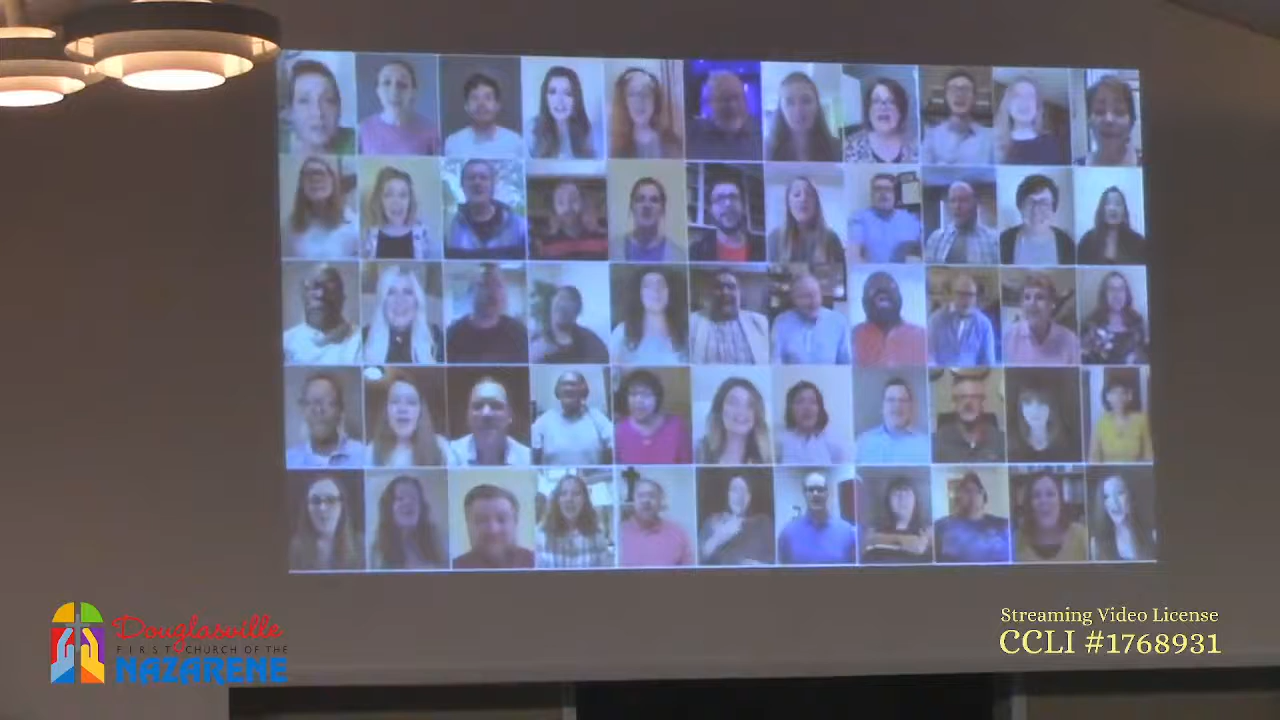 Douglasville
FIRST CHURCH OF THE
NAZARENE
Streaming Video License
CCLI #1768931